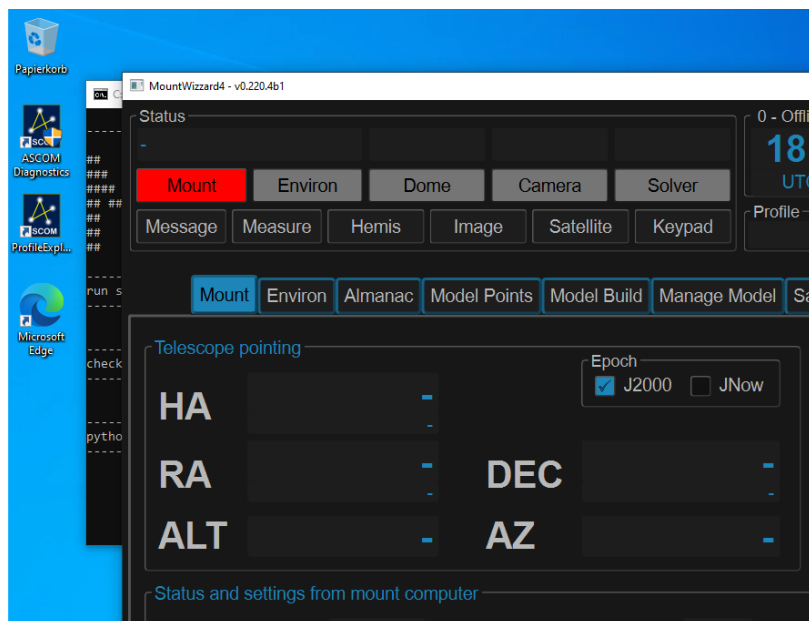 Papierkorb
ASCOM
Diagnostics
SCOM
ProfileExpl...
Microsoft
Edge
##
###
####
## ##
##
##
##
run s
check
pytho
MountWizzard4 - v0.220.4b1
Status
-
0 - Offli
18
UTC
Mount Environ Dome Camera Solver
Message Measure Hemis Image Satellite Keypad
Profile
Mount Environ Almanac Model Points Model Build Manage Model Sa
Telescope pointing
Epoch
J2000 JNow
HA -
-
RA - DEC -
- -
ALT - AZ -
Status and settings from mount computer